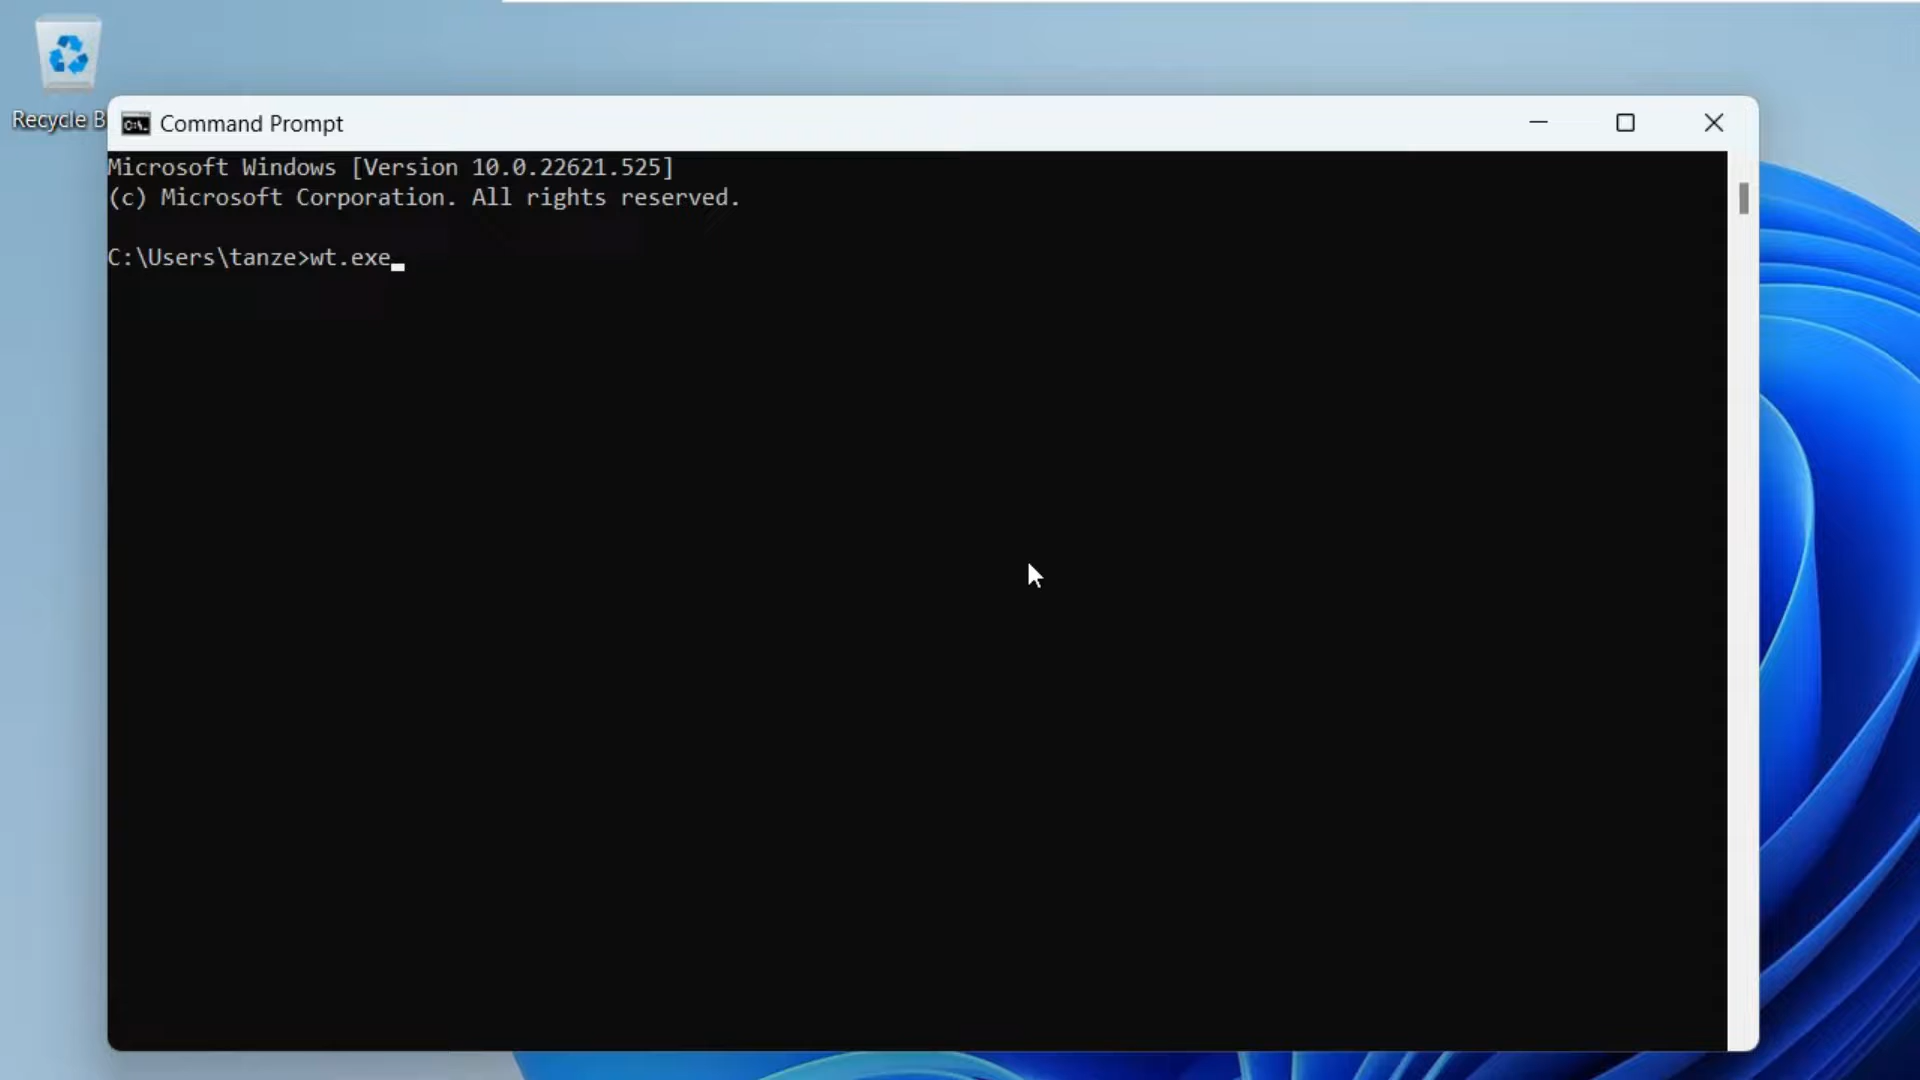 Recycle B
Command Prompt
Microsoft Windows [Version 10.0.22621.525]
(c) Microsoft Corporation. All rights reserved.
C:\Users\tanze>wt.exe